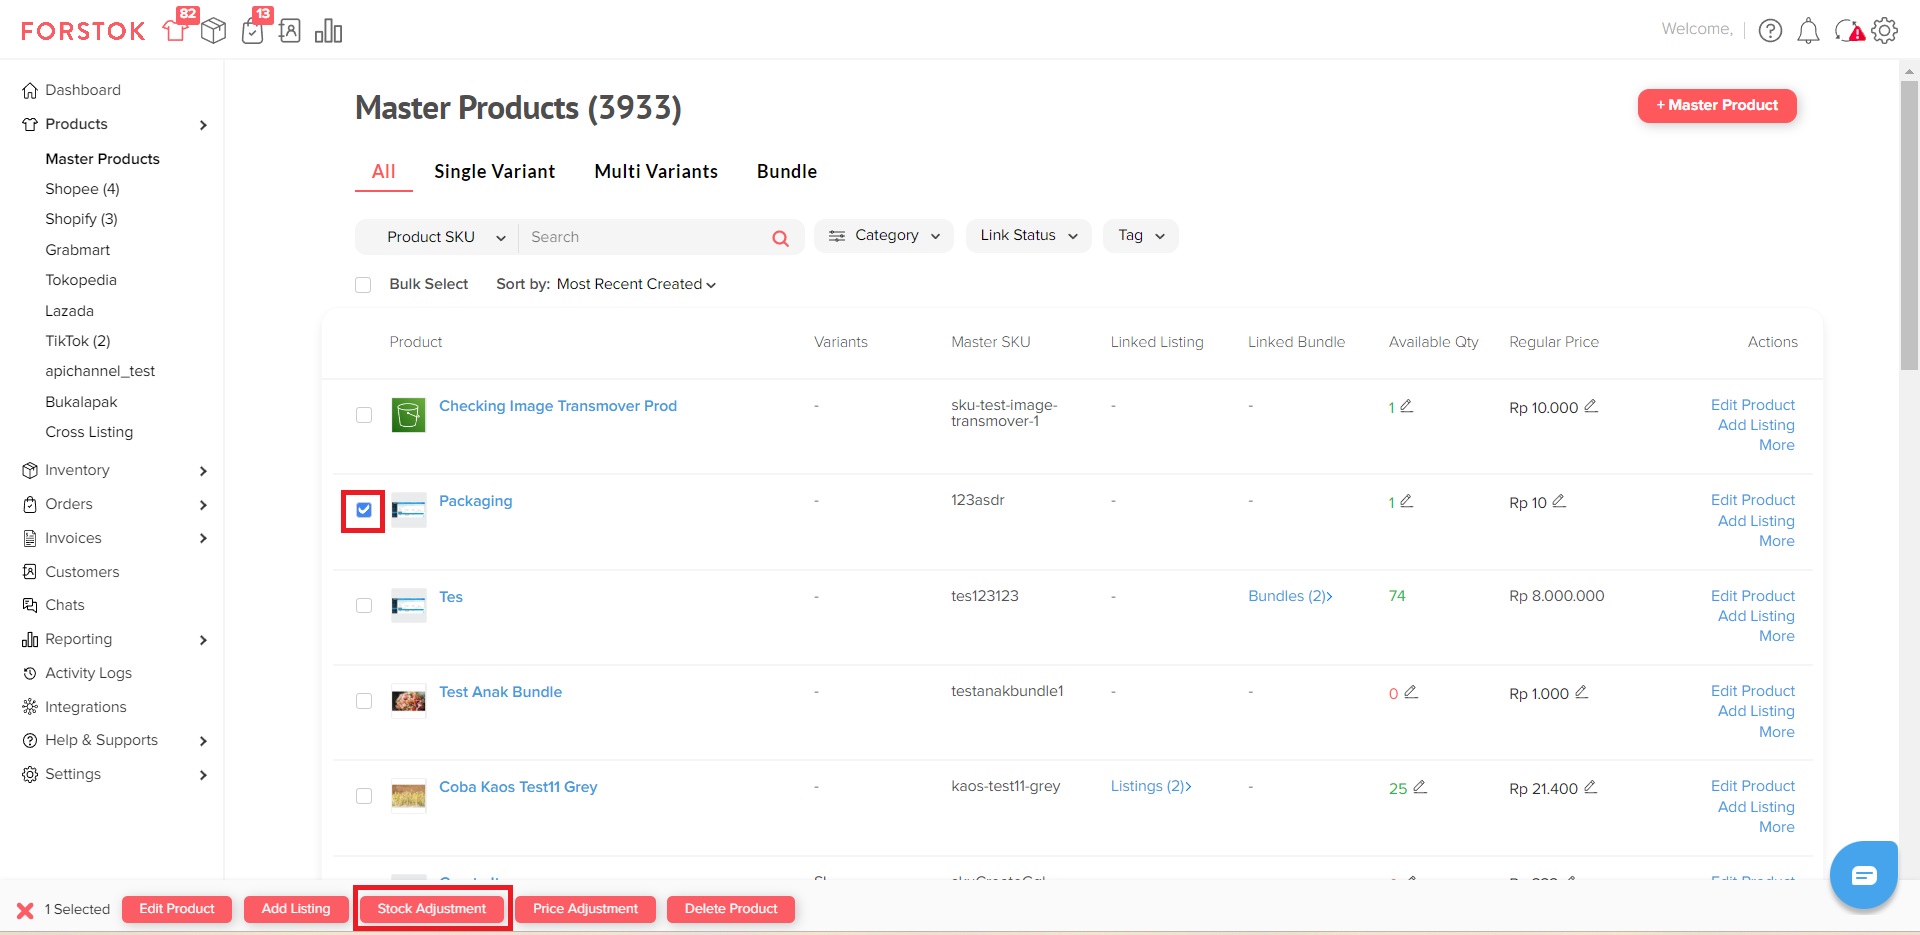 FORSTOK
82
13
Welcome,
Dashboard
Products
Master Products
Shopee (4)
Shopify (3)
Grabmart
Tokopedia
Lazada
TikTok (2)
apichannel_test
Bukalapak
Cross Listing
Inventory
Orders
Invoices
Customers
Chats
Reporting
Activity Logs
Integrations
Help & Supports
Settings
Master Products (3933)
+ Master Product
All Single Variant Multi Variants Bundle
Product SKU Search Category Link Status Tag
Bulk Select Sort by: Most Recent Created
Product Variants Master SKU Linked Listing Linked Bundle Available Qty Regular Price Actions
Checking Image Transmover Prod - sku-test-image- - - 1 Rp 10.000 Edit Product
transmover-1 Add Listing
More
Packaging - 123asdr - - 1 Rp 10 Edit Product
Add Listing
More
Tes - tes123123 - Bundles (2)> 74 Rp 8.000.000 Edit Product
Add Listing
More
Test Anak Bundle - testanakbundle1 - - 0 Rp 1.000 Edit Product
Add Listing
More
Coba Kaos Test11 Grey - kaos-test11-grey Listings (2)> - 25 Rp 21.400 Edit Product
Add Listing
More
1 Selected Edit Product Add Listing Stock Adjustment Price Adjustment Delete Product